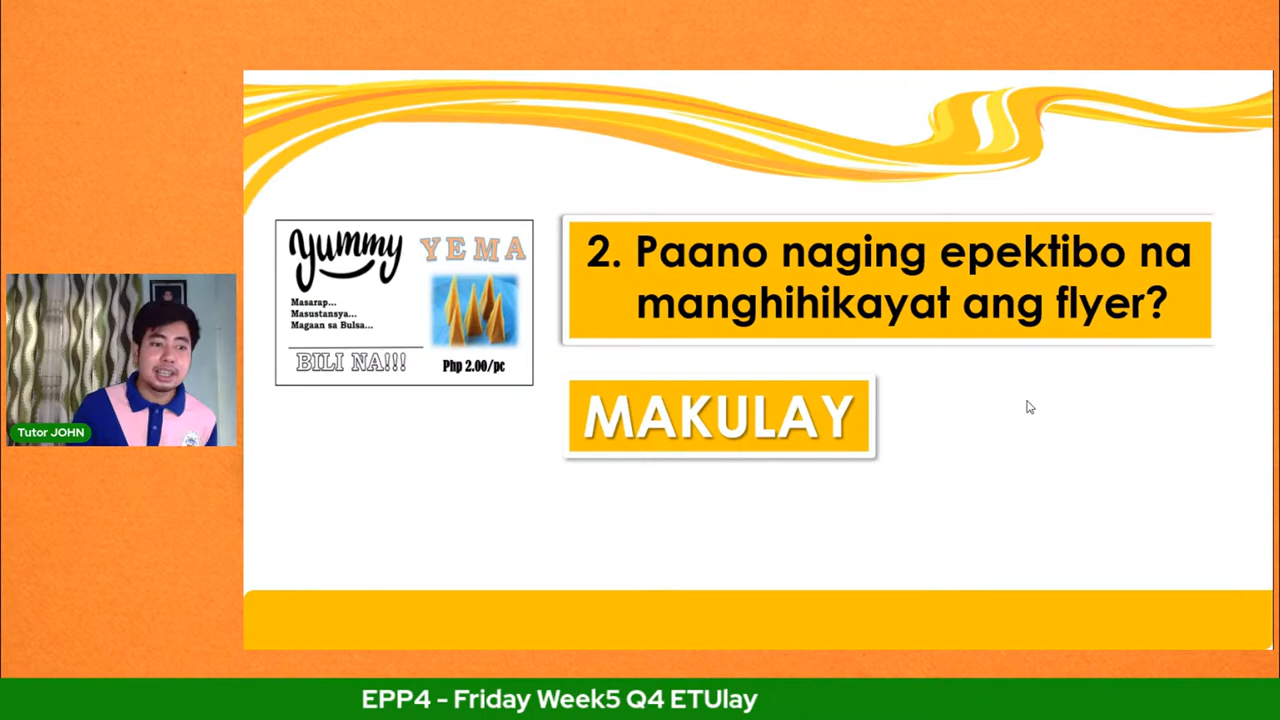 yummy
YEMA
Masarap...
Masustansya...
Magaan sa Bulsa...
BILI NA!!!
Php 2.00/pc
2. Paano naging epektibo na
manghihikayat ang flyer?
MAKULAY
Tutor JOHN
EPP4 - Friday Week5 Q4 ETUlay